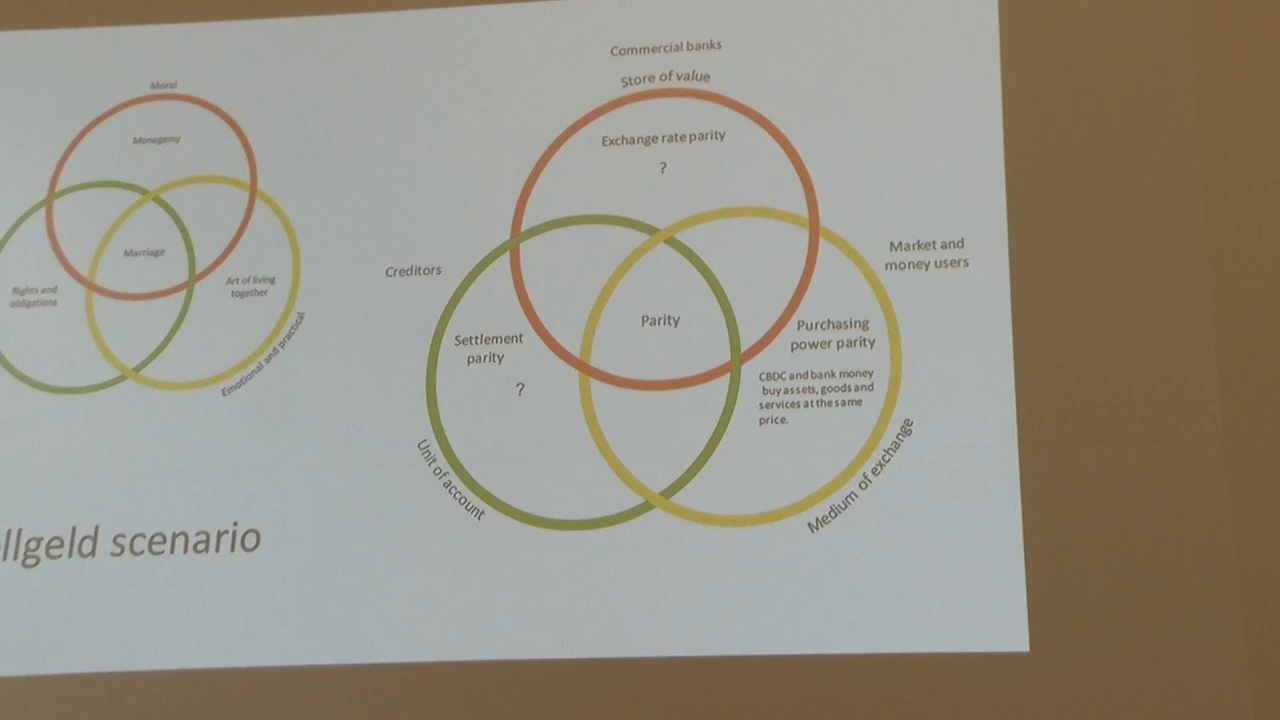 Moral
Monogamy
Marriage
Rights and
obligations
Art of living
together
Emotional and practical
llgeld scenario
Commercial banks
Store of value
Exchange rate parity
?
Creditors
Market and
money users
Settlement
parity
?
Parity
Purchasing
power parity
CBDC and bank money
buy assets, goods and
services at the same
price.
Unit of account
Medium of exchange